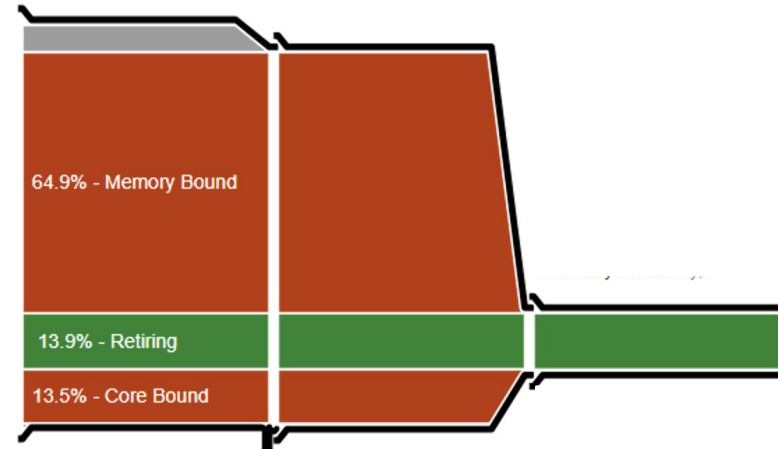 64.9% - Memory Bound
13.9% - Retiring
13.5% - Core Bound